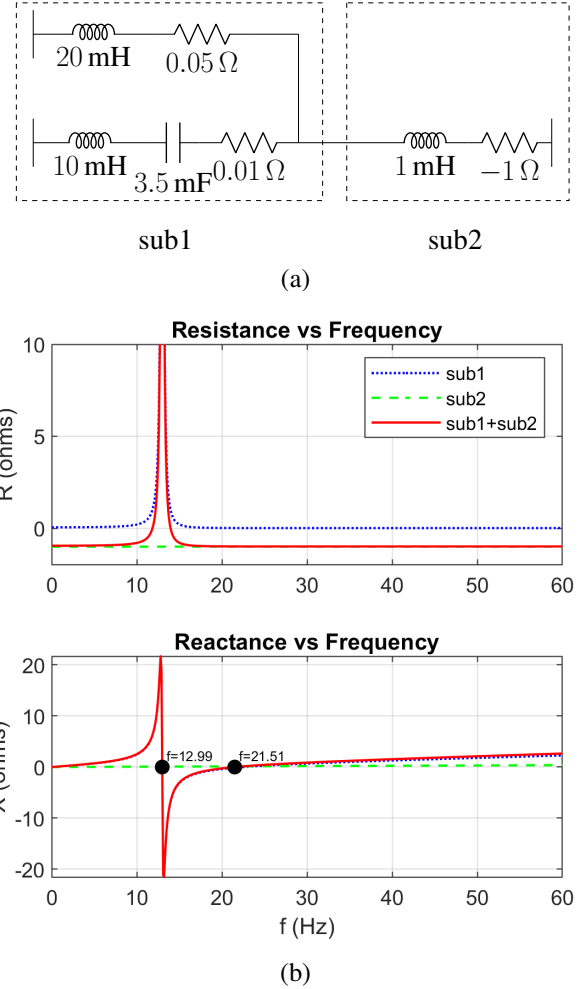 20 mH 0.05 Ω
10 mH 3.5 mF 0.01 Ω 1 mH −1 Ω
sub1 sub2
(a)
Resistance vs Frequency
R (ohms)
10
5
0
sub1
sub2
sub1+sub2
0 10 20 30 40 50 60
Reactance vs Frequency
X (ohms)
20
10
0
-10
-20
f=12.99 f=21.51
0 10 20 30 40 50 60
f (Hz)
(b)